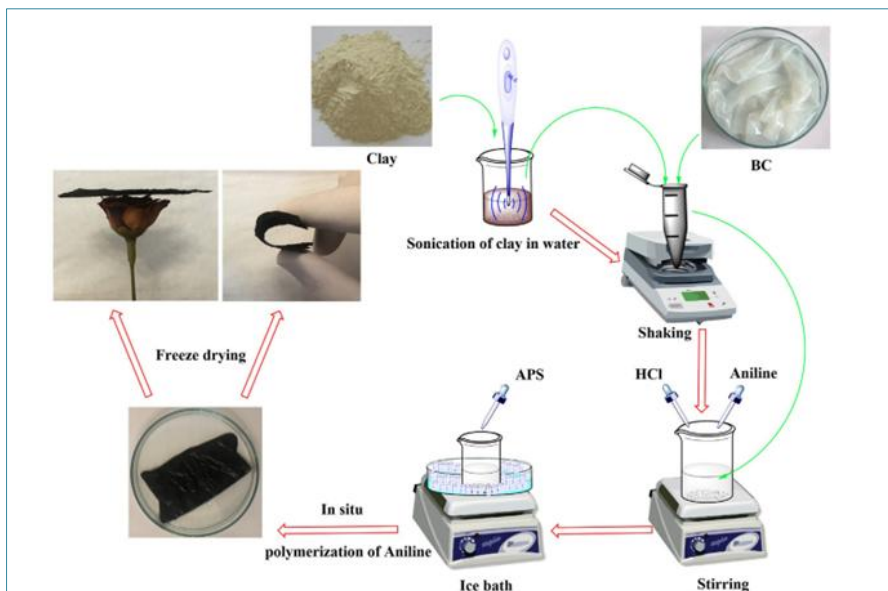 Clay
BC
Sonication of clay in water
Shaking
HCl
Aniline
Stirring
APS
Ice bath
In situ
polymerization of Aniline
Freeze drying